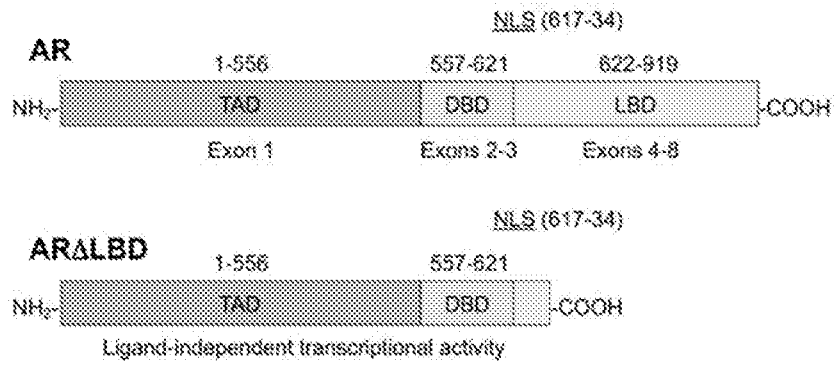 NLS (617-34)
AR
1-556 557-621 622-919
NH2- TAD DBD LBD -COOH
Exon 1 Exons 2-3 Exons 4-8
NLS (617-34)
ARΔLBD
1-556 557-621
NH2- TAD DBD -COOH
Ligand-independent transcriptional activity